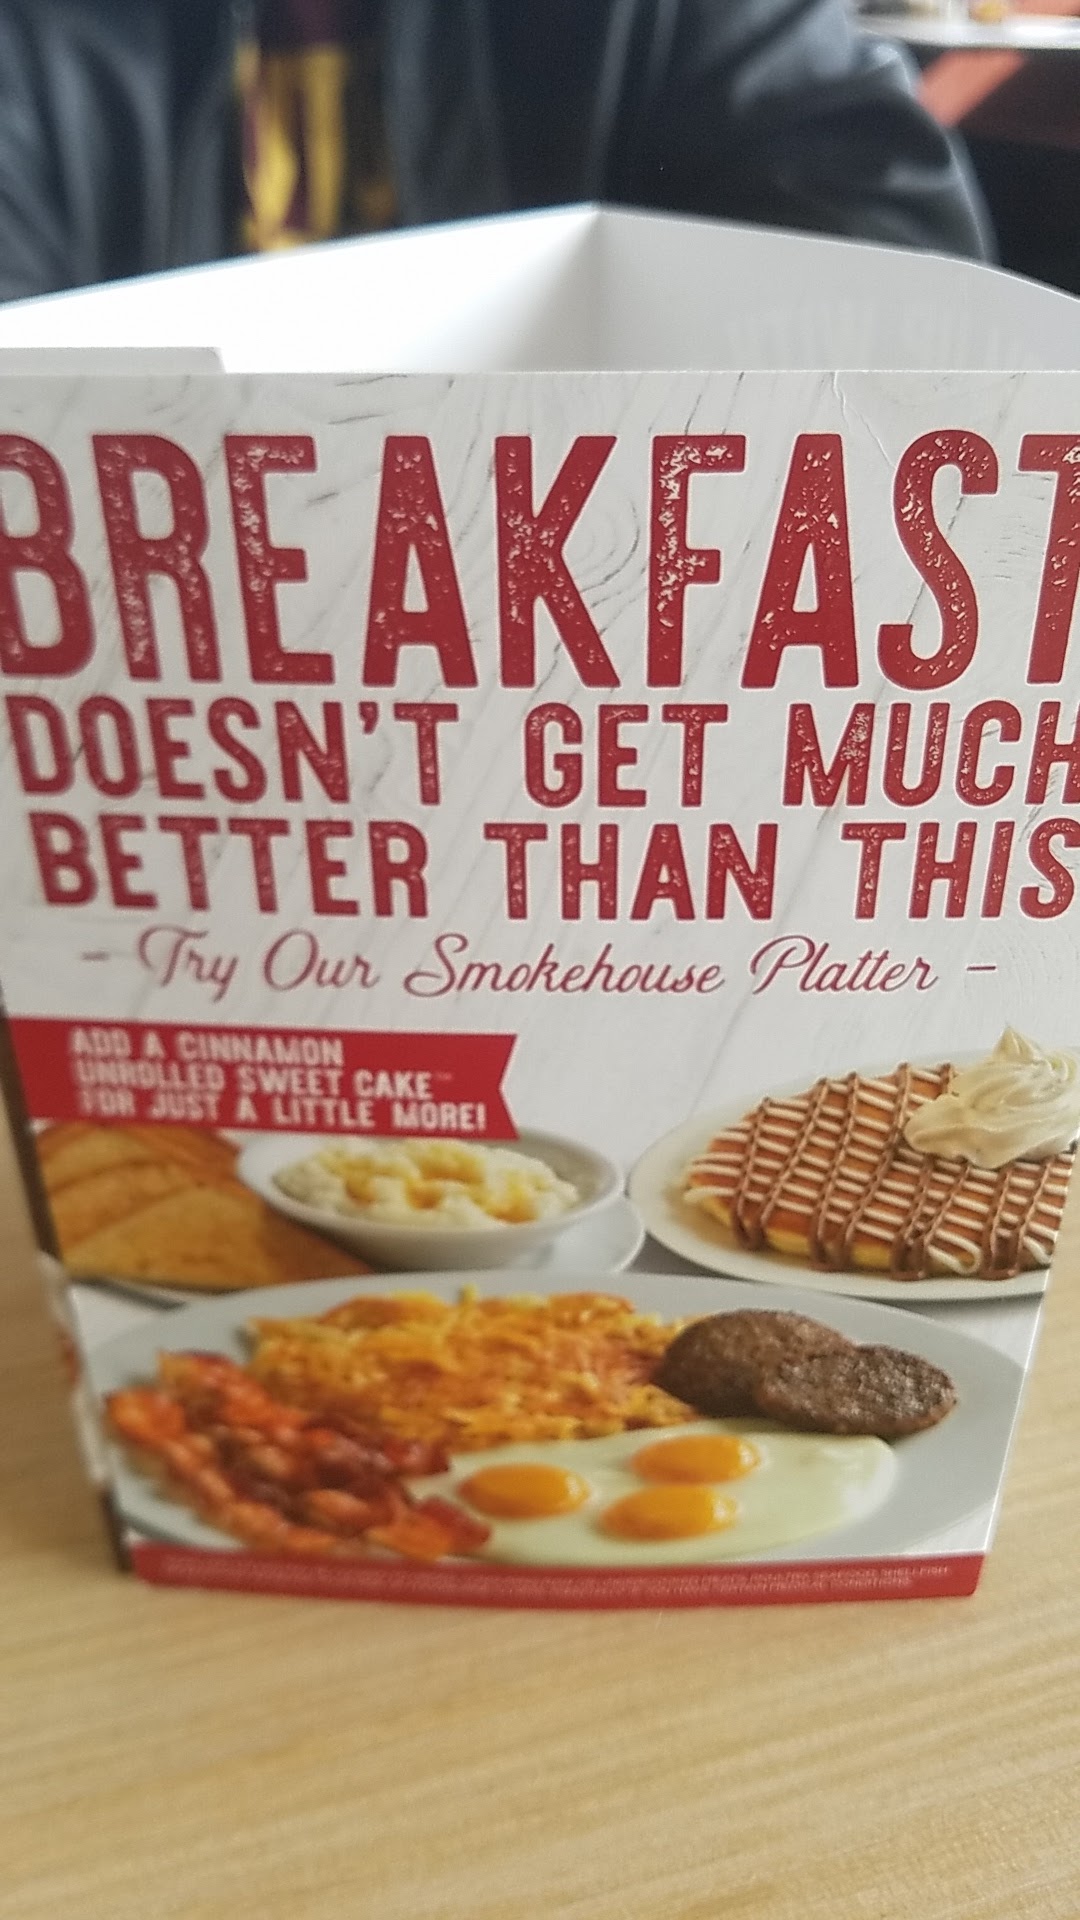 BREAKFAST
DOESN'T GET MUCH
BETTER THAN THIS
- Try Our Smokehouse Platter -
ADD A CINNAMON
UNROLLED SWEET CAKE™
FOR JUST A LITTLE MORE!